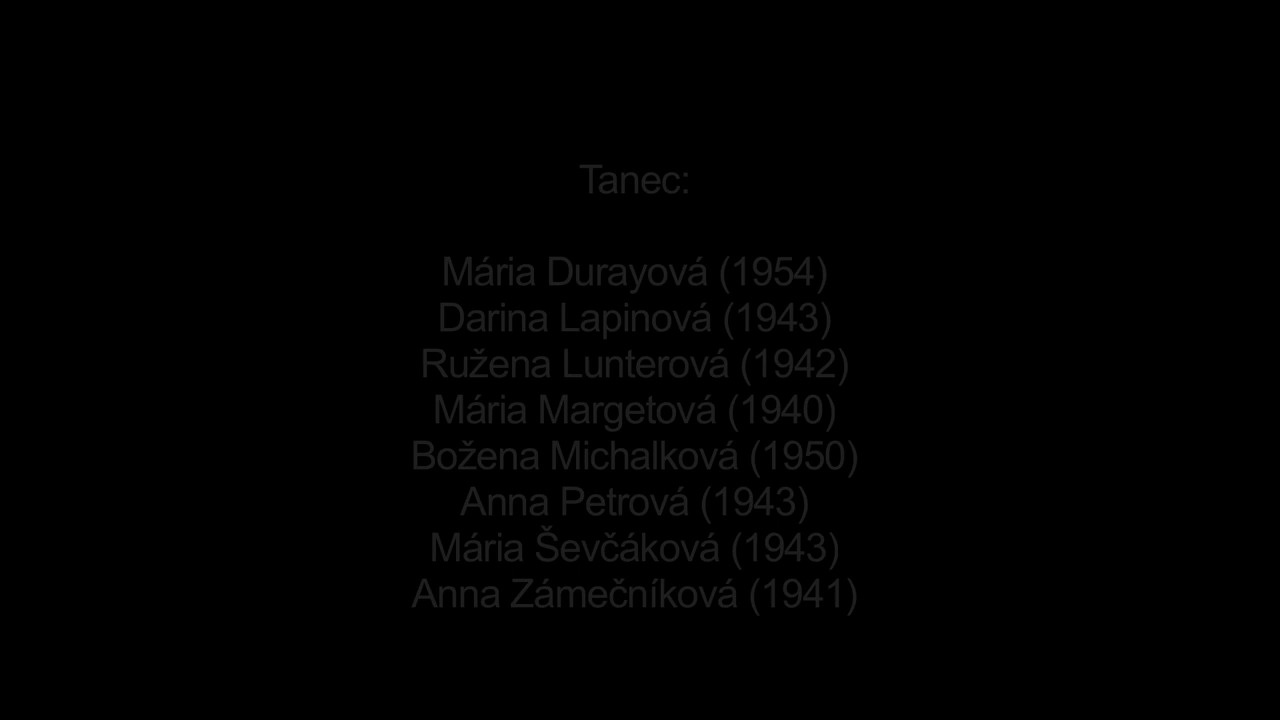 Tanec:
Mária Durayová (1954)
Darina Lapinová (1943)
Ružena Lunterová (1942)
Mária Margetová (1940)
Božena Michalková (1950)
Anna Petrová (1943)
Mária Ševčáková (1943)
Anna Zámečníková (1941)